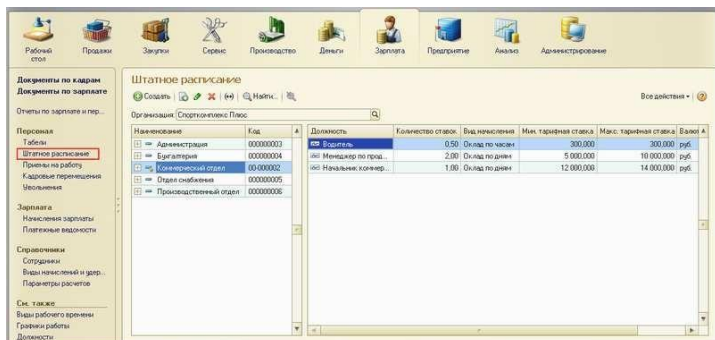 Рабочий стол
Продажи
Закупки
Сервис
Производство
Деньги
Зарплата
Предприятие
Анализ
Администрирование
Документы по кадрам
Документы по зарплате
Отчеты по зарплате и пер...
Персонал
Табели
Штатное расписание
Приемы на работу
Кадровые перемещения
Увольнения
Зарплата
Начисления зарплаты
Платежные ведомости
Справочники
Сотрудники
Виды начислений и удер...
Параметры расчетов
См. также
Виды рабочего времени
Графики работы
Должности
Штатное расписание
Создать
Найти...
Все действия
Организация: Спорткомплекс Плюс
Наименование Код
Администрация 000000003
Бухгалтерия 000000004
Коммерческий отдел 00-000002
Отдел снабжения 000000005
Производственный отдел 000000006
Должность Количество ставок Вид начисления Мин. тарифная ставка Макс. тарифная ставка Валют
Водитель 0,50 Оклад по часам 300,000 300,000 руб
Менеджер по прод... 2,00 Оклад по дням 5 000,000 10 000,000 руб
Начальник коммер... 1,00 Оклад по дням 12 000,000 14 000,000 руб